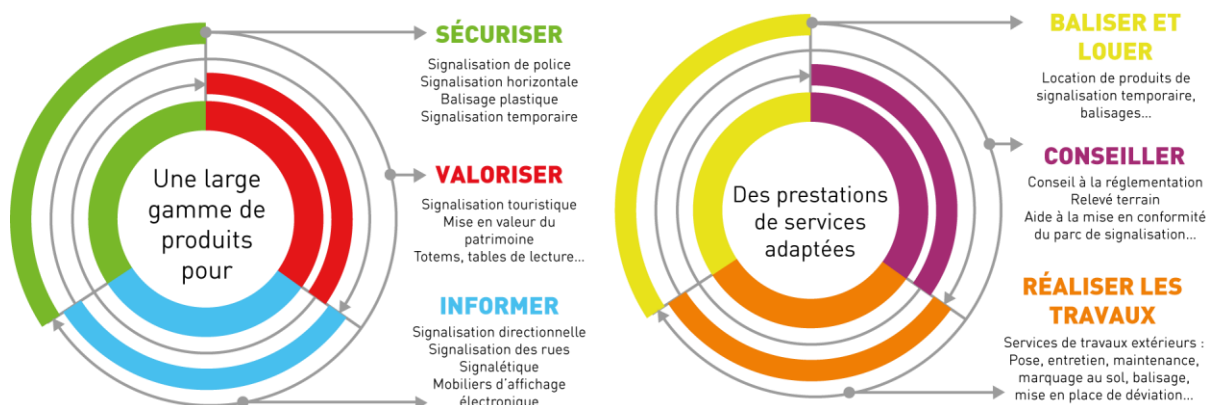 Une large
gamme de
produits
pour
SÉCURISER
Signalisation de police
Signalisation horizontale
Balisage plastique
Signalisation temporaire
VALORISER
Signalisation touristique
Mise en valeur du
patrimoine
Totems, tables de lecture...
INFORMER
Signalisation directionnelle
Signalisation des rues
Signalétique
Mobiliers d'affichage
électronique
Des prestations
de services
adaptées
BALISER ET
LOUER
Location de produits de
signalisation temporaire,
balisages...
CONSEILLER
Conseil à la réglementation
Relevé terrain
Aide à la mise en conformité
du parc de signalisation...
RÉALISER LES
TRAVAUX
Services de travaux extérieurs :
Pose, entretien, maintenance,
marquage au sol, balisage,
mise en place de déviation...